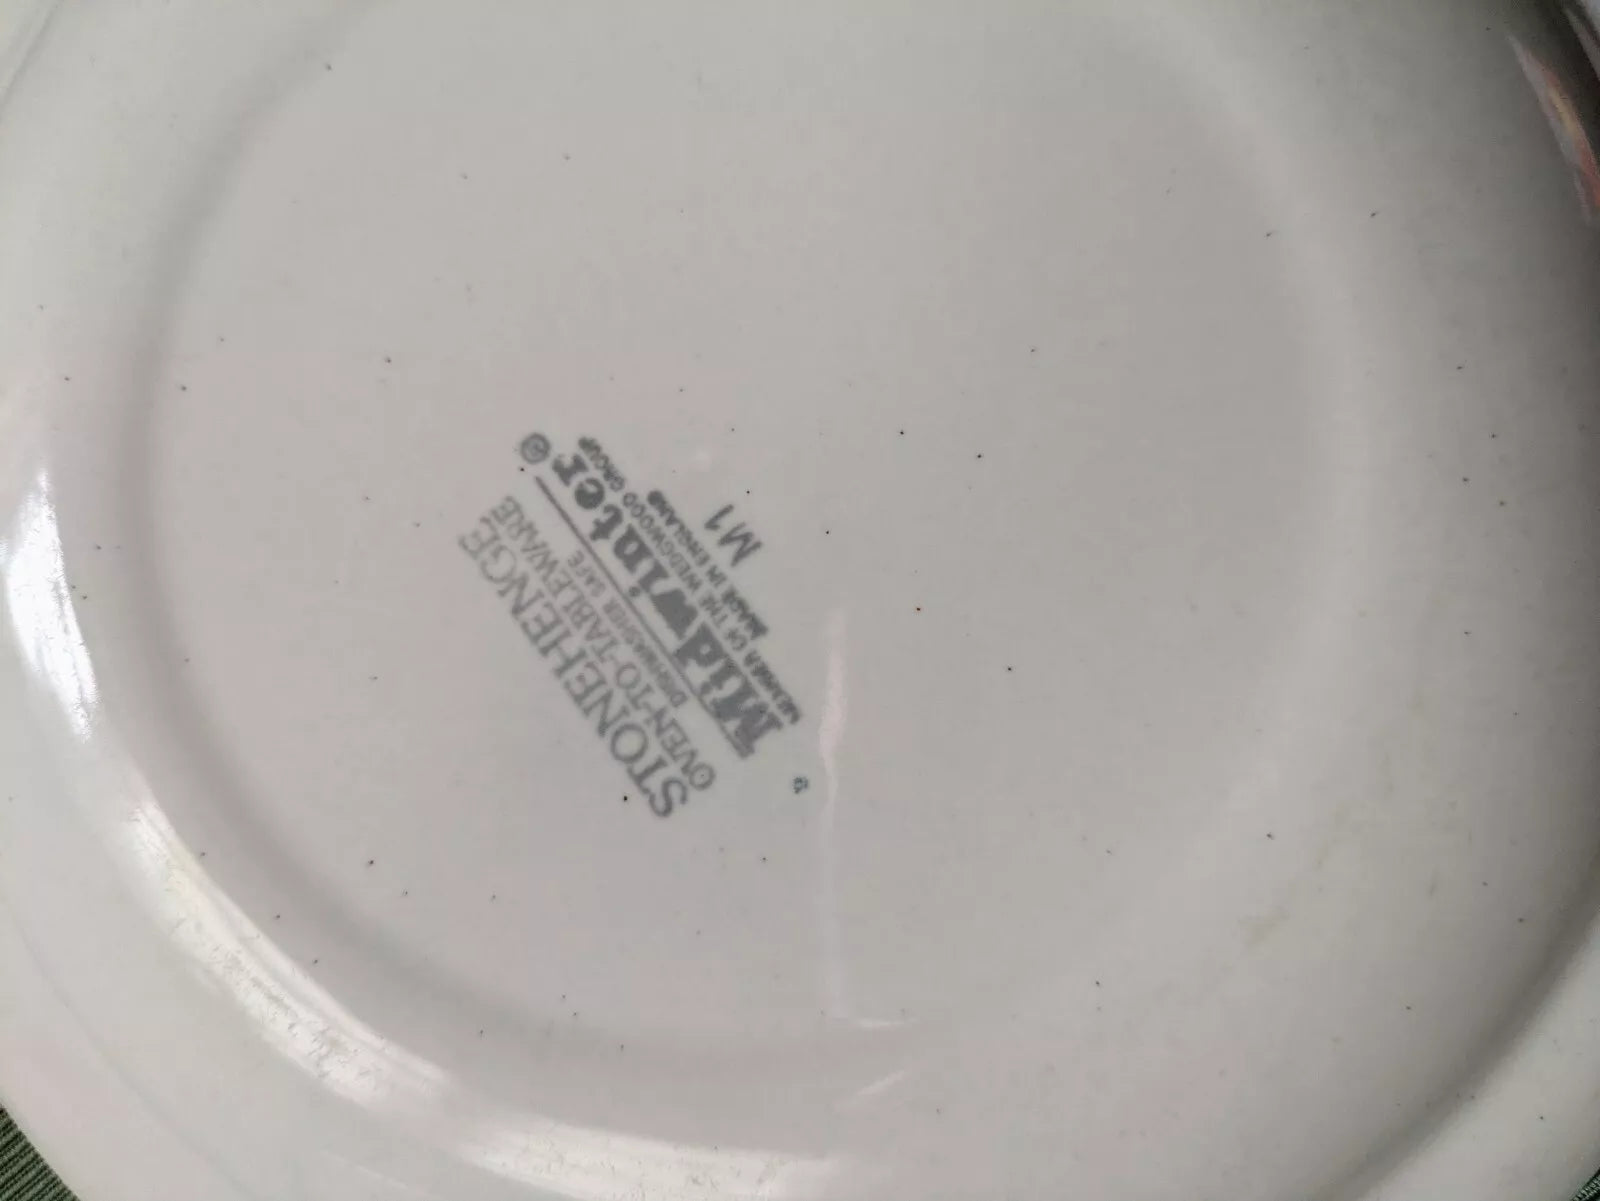 STONEHENGE
OVEN-TO-TABLEWARE
DISHWASHER SAFE
Midwinter ®
MEMBER OF THE WEDGWOOD GROUP
MADE IN ENGLAND
M1